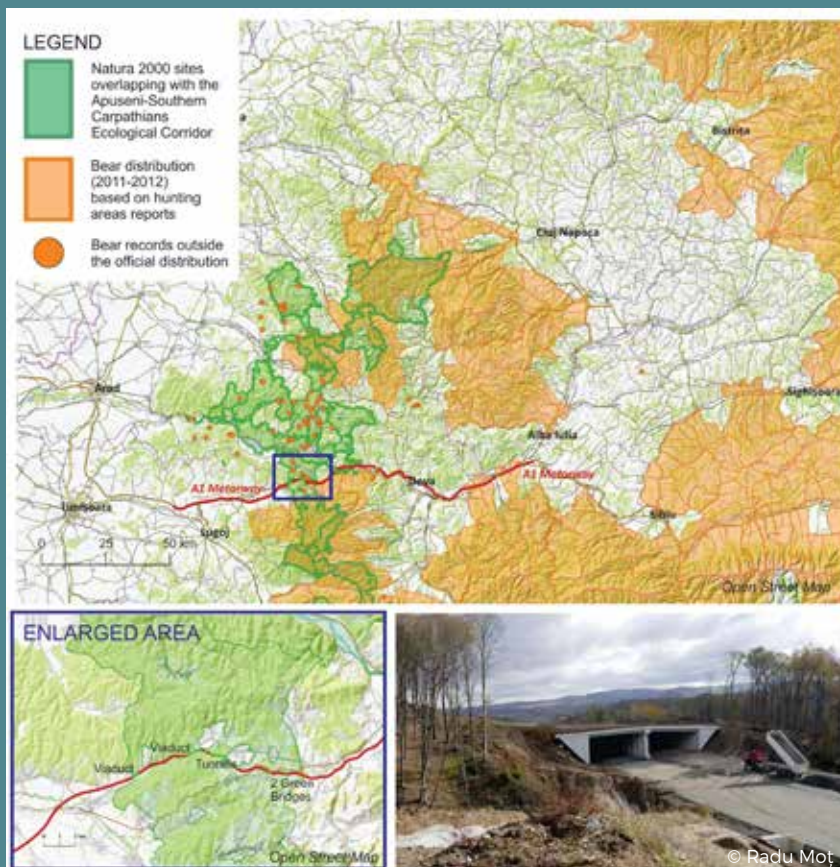 LEGEND
Natura 2000 sites
overlapping with the
Apuseni-Southern
Carpathians
Ecological Corridor
Bear distribution
(2011-2012)
based on hunting
areas reports
Bear records outside
the official distribution
Bistrita
Cluj Napoca
Arad
Sighisoara
Alba Iulia
A1 Motorway
A1 Motorway
Deva
Timisoara
Lugoj
Sibiu
0 25 50 km
Open Street Map
ENLARGED AREA
Viaduct
Viaduct
Tunnels
2 Green
Bridges
Open Street Map
© Radu Mot